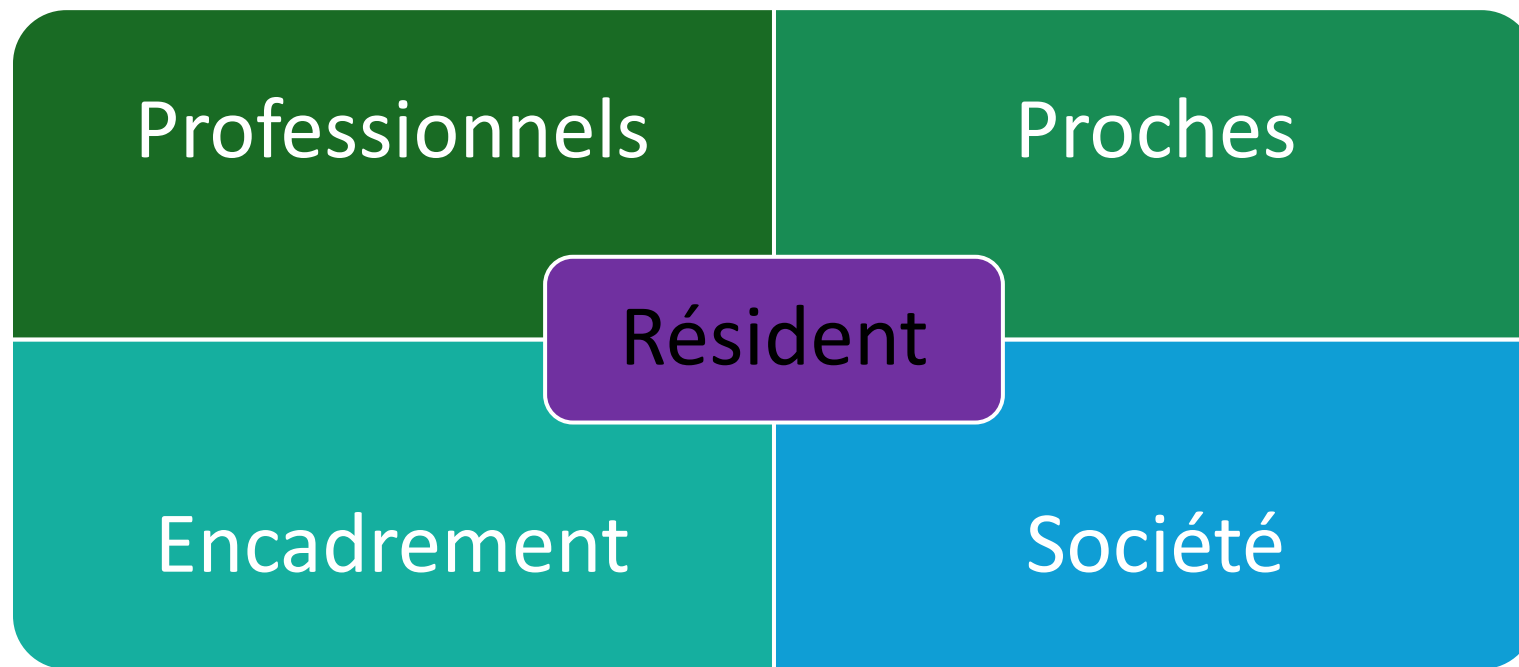 Professionnels
Proches
Résident
Encadrement
Société